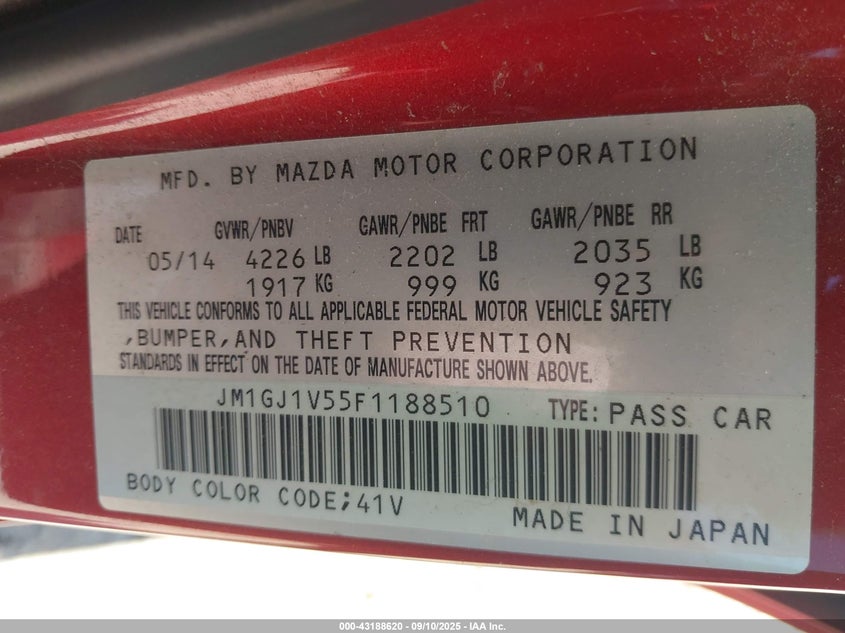 MFD. BY MAZDA MOTOR CORPORATION
DATE GVWR/PNBV GAWR/PNBE FRT GAWR/PNBE RR
05/14 4226 LB 2202 LB 2035 LB
1917 KG 999 KG 923 KG
THIS VEHICLE CONFORMS TO ALL APPLICABLE FEDERAL MOTOR VEHICLE SAFETY
,BUMPER,AND THEFT PREVENTION
STANDARDS IN EFFECT ON THE DATE OF MANUFACTURE SHOWN ABOVE.
JM1GJ1V55F1188510 TYPE: PASS CAR
BODY COLOR CODE;41V MADE IN JAPAN
000-43188620 - 09/10/2025 - IAA Inc.